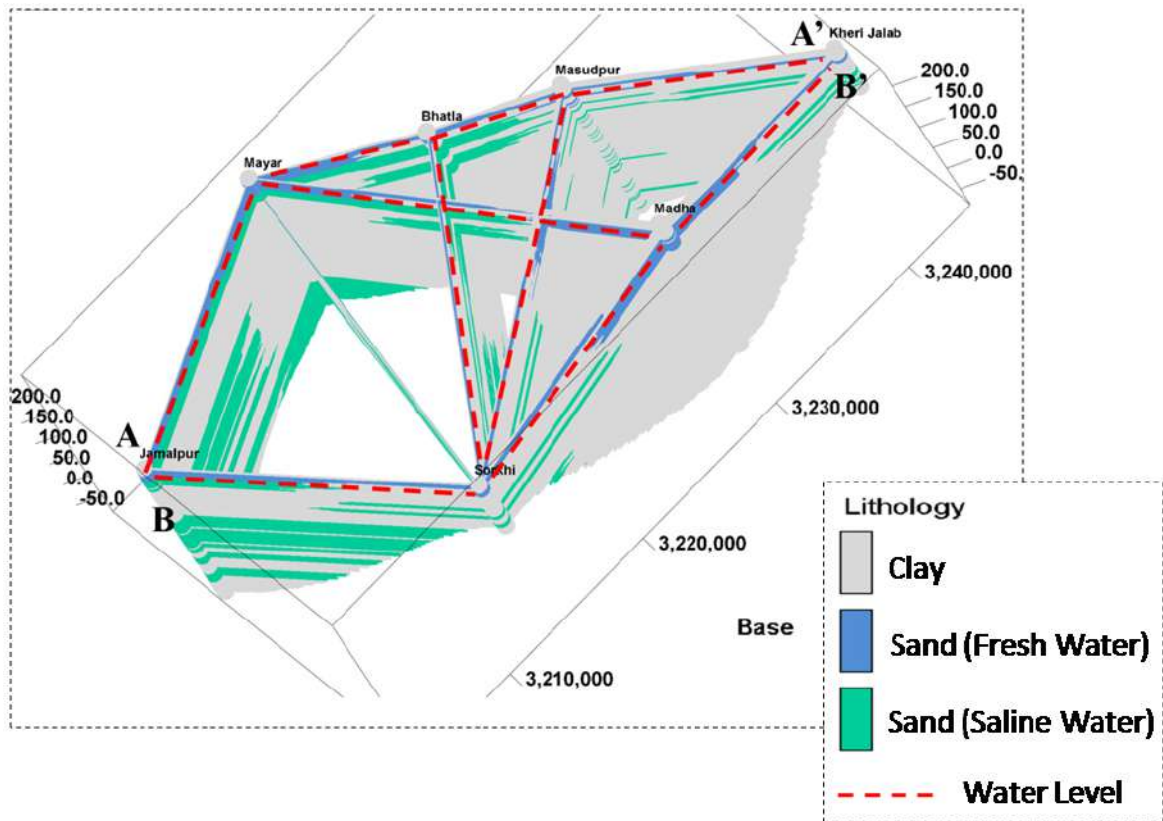 A’
Kheri Jalab
B’
Masudpur
Bhatla
Mayar
Madha
200.0
150.0
100.0
50.0
0.0
-50.
3,240,000
3,230,000
3,220,000
3,210,000
200.0
150.0
100.0
50.0
0.0
-50.0
A
Jamalpur
B
Sorkhi
Base
Lithology
Clay
Sand (Fresh Water)
Sand (Saline Water)
Water Level